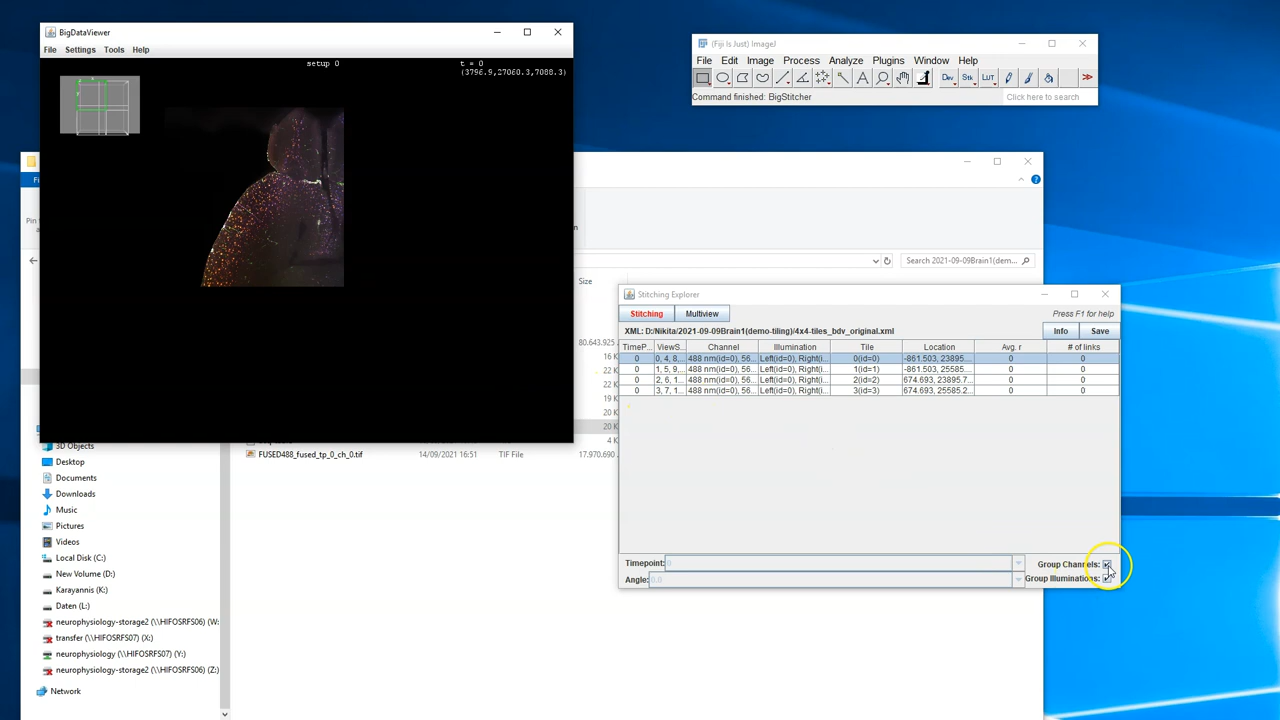 BigDataViewer
File Settings Tools Help
setup 0
t = 0
(3796.9,27060.3,7088.3)
(Fiji Is Just) ImageJ
File Edit Image Process Analyze Plugins Window Help
Dev Stk LUT
Command finished: BigStitcher
Click here to search
Search 2021-09-09Brain1(dem...
Size
80.643.925
16 K
22 K
22 K
19 K
20 K
20 K
4 K
FUSED488_fused_tp_0_ch_0.tif 14/09/2021 16:51 TIF File 17.970.690
3D Objects
Desktop
Documents
Downloads
Music
Pictures
Videos
Local Disk (C:)
New Volume (D:)
Karayannis (K:)
Daten (L:)
neurophysiology-storage2 (\\HIFOSRFS06) (W:
transfer (\\HIFOSRFS07) (X:)
neurophysiology (\\HIFOSRFS07) (Y:)
neurophysiology-storage2 (\\HIFOSRFS06) (Z:)
Network
Stitching Explorer
Stitching Multiview
Press F1 for help
XML: D:/Nikita/2021-09-09Brain1(demo-tiling)/4x4-tiles_bdv_original.xml
Info Save
TimeP... ViewS... Channel Illumination Tile Location Avg. r # of links
0 0, 4, 8,... 488 nm(id=0), 56... Left(id=0), Right(i... 0(id=0) -861.503, 23895.... 0 0
0 1, 5, 9,... 488 nm(id=0), 56... Left(id=0), Right(i... 1(id=1) -861.503, 25585.... 0 0
0 2, 6, 1... 488 nm(id=0), 56... Left(id=0), Right(i... 2(id=2) 674.693, 23895.7... 0 0
0 3, 7, 1... 488 nm(id=0), 56... Left(id=0), Right(i... 3(id=3) 674.693, 25585.2... 0 0
Timepoint: 0
Group Channels:
Angle: 0.0
Group Illuminations: